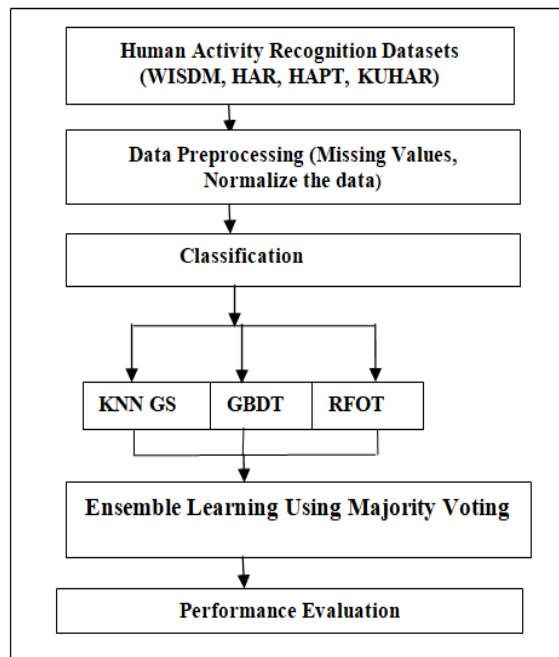 Human Activity Recognition Datasets
(WISDM, HAR, HAPT, KUHAR)
Data Preprocessing (Missing Values,
Normalize the data)
Classification
KNN GS
GBDT
RFOT
Ensemble Learning Using Majority Voting
Performance Evaluation